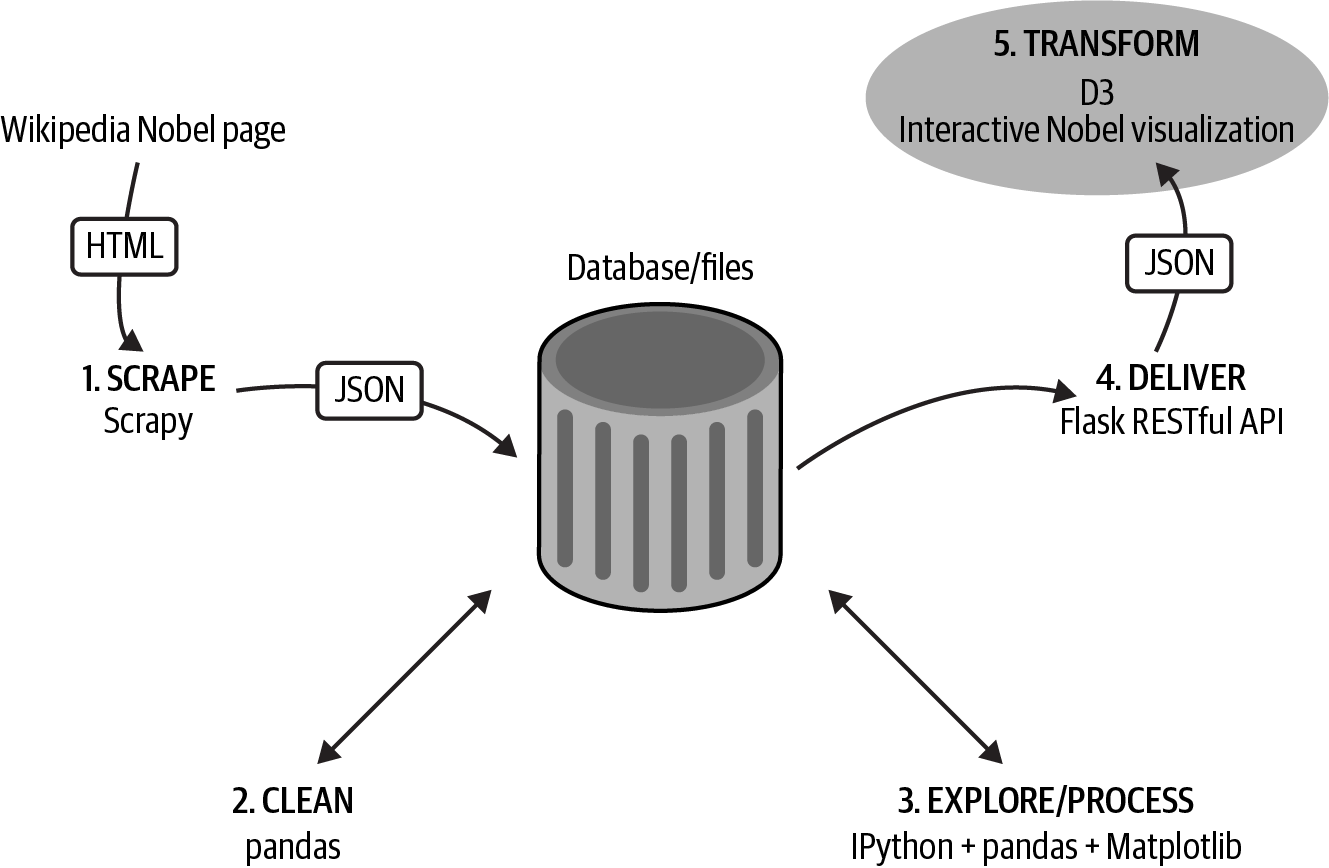 Wikipedia Nobel page
HTML
1. SCRAPE
Scrapy
JSON
Database/files
2. CLEAN
pandas
3. EXPLORE/PROCESS
IPython + pandas + Matplotlib
4. DELIVER
Flask RESTful API
JSON
5. TRANSFORM
D3
Interactive Nobel visualization